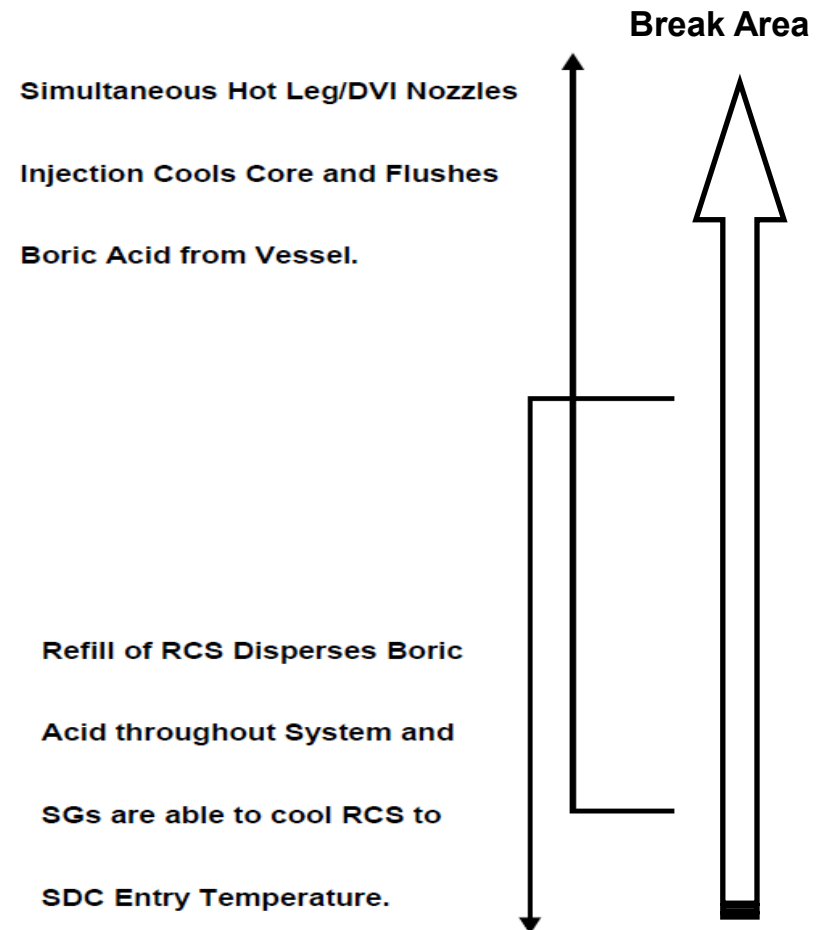 Break Area
Simultaneous Hot Leg/DVI Nozzles
Injection Cools Core and Flushes
Boric Acid from Vessel.
Refill of RCS Disperses Boric
Acid throughout System and
SGs are able to cool RCS to
SDC Entry Temperature.